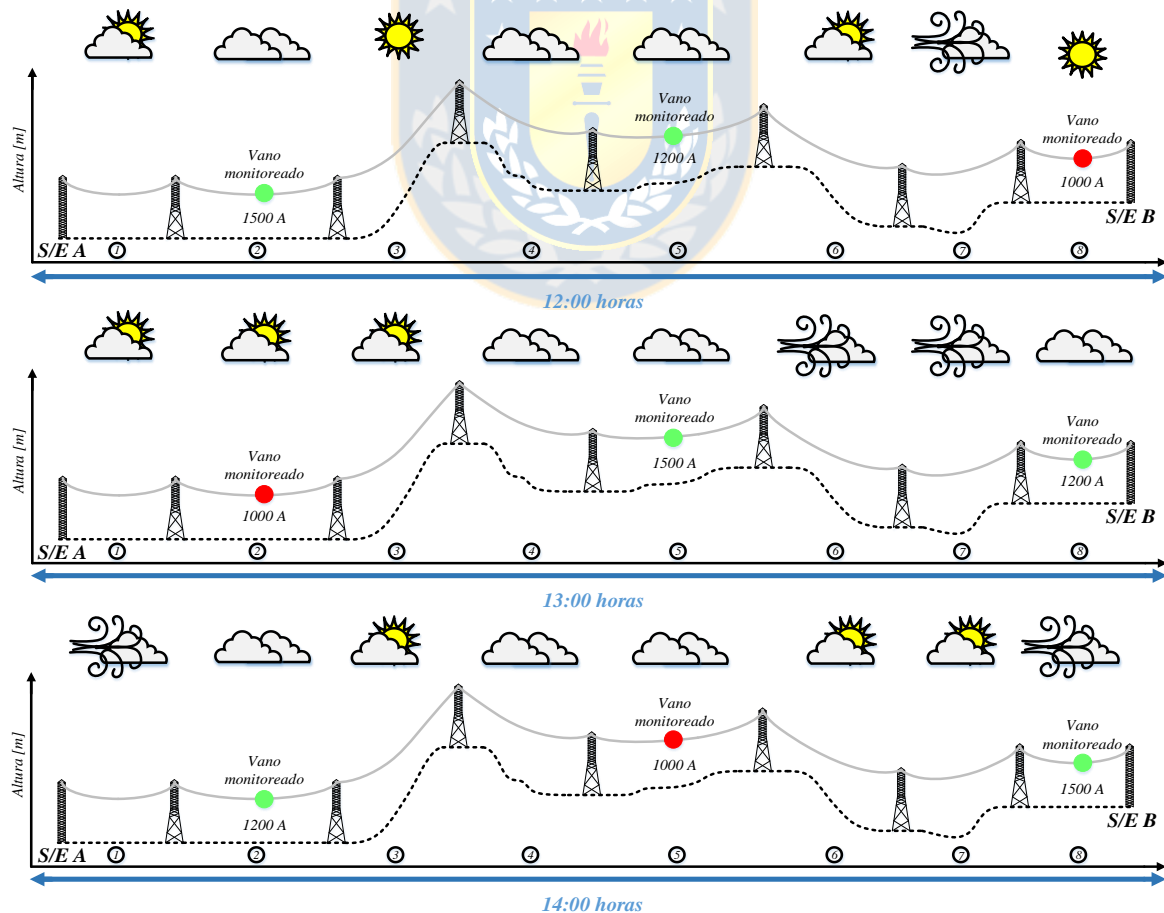 Altura [m]
Vano
monitoreado
1500 A
Vano
monitoreado
1200 A
Vano
monitoreado
1000 A
S/E A
S/E B
1 2 3 4 5 6 7 8
12:00 horas
Altura [m]
Vano
monitoreado
1000 A
Vano
monitoreado
1500 A
Vano
monitoreado
1200 A
S/E A
S/E B
1 2 3 4 5 6 7 8
13:00 horas
Altura [m]
Vano
monitoreado
1200 A
Vano
monitoreado
1000 A
Vano
monitoreado
1500 A
S/E A
S/E B
1 2 3 4 5 6 7 8
14:00 horas